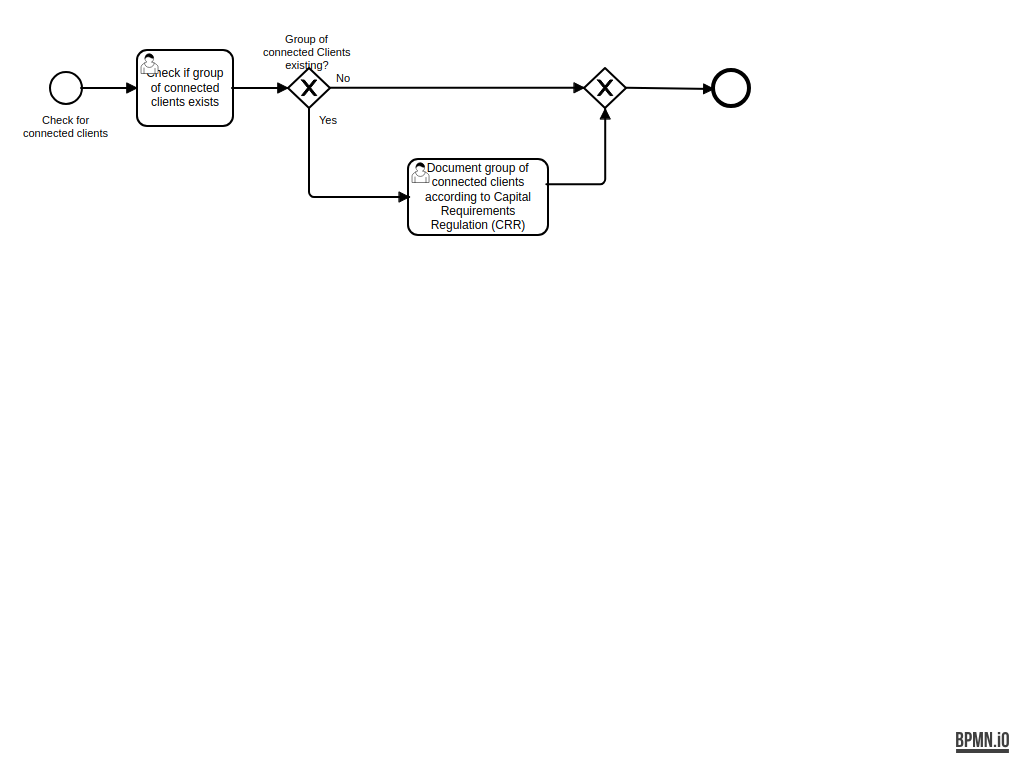 Group of
connected Clients
existing?
Check if group
of connected
clients exists
No
Check for
connected clients
Yes
Document group of
connected clients
according to Capital
Requirements
Regulation (CRR)
BPMN.iO